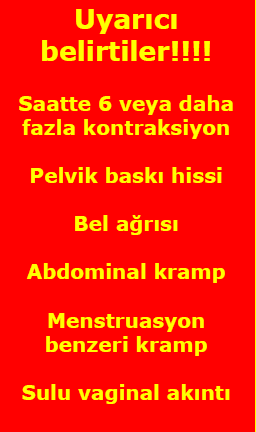 Uyarıcı
belirtiler!!!!
Saatte 6 veya daha
fazla kontraksiyon
Pelvik baskı hissi
Bel ağrısı
Abdominal kramp
Menstruasyon
benzeri kramp
Sulu vaginal akıntı